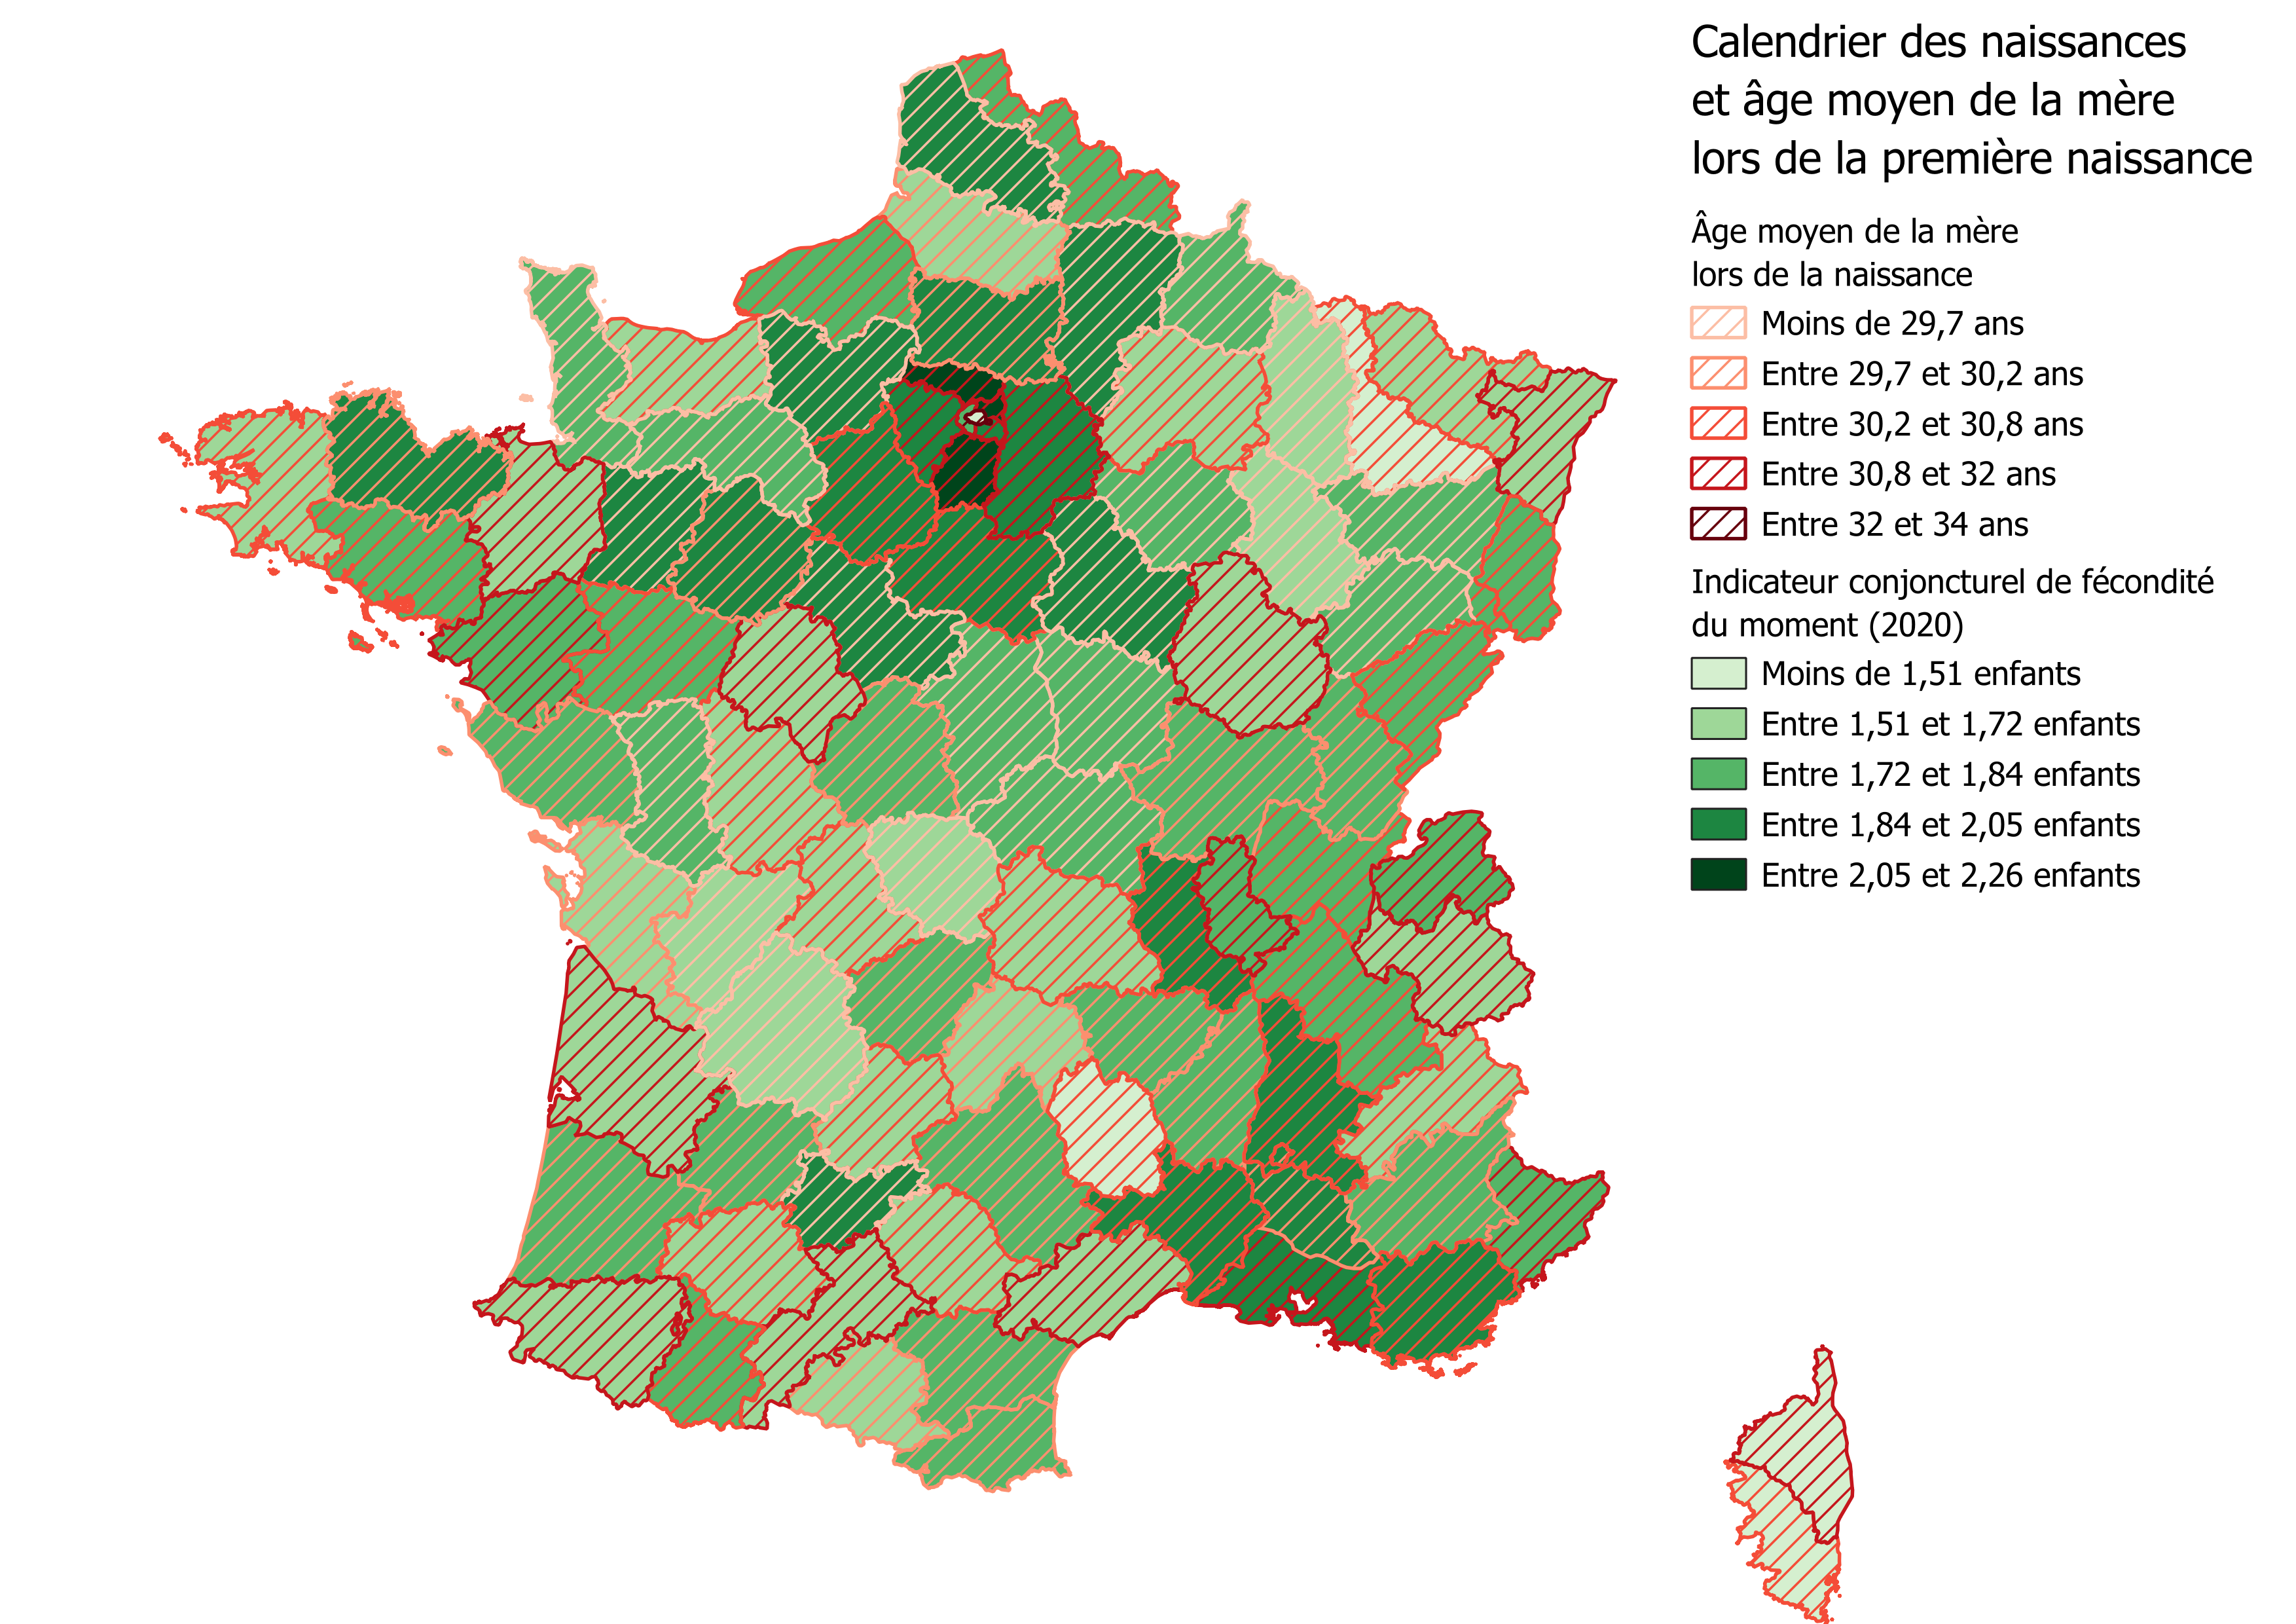 Calendrier des naissances
et âge moyen de la mère
lors de la première naissance
Âge moyen de la mère
lors de la naissance
Moins de 29,7 ans
Entre 29,7 et 30,2 ans
Entre 30,2 et 30,8 ans
Entre 30,8 et 32 ans
Entre 32 et 34 ans
Indicateur conjoncturel de fécondité
du moment (2020)
Moins de 1,51 enfants
Entre 1,51 et 1,72 enfants
Entre 1,72 et 1,84 enfants
Entre 1,84 et 2,05 enfants
Entre 2,05 et 2,26 enfants